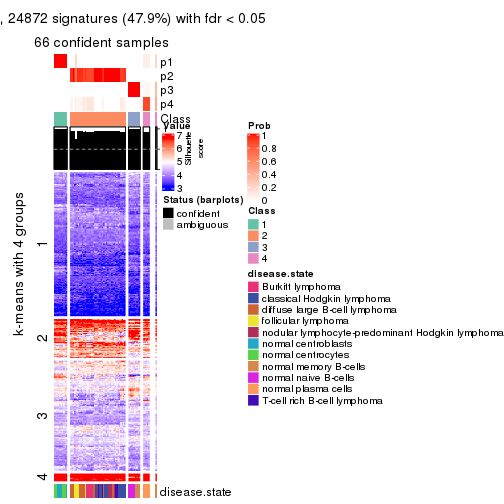 , 24872 signatures (47.9%) with fdr < 0.05
66 confident samples
p1
p2
p3
p4
Class
Value
7
6
5
4
3
Silhouette
score
Prob
1
0.8
0.6
0.4
0.2
0
Status (barplots)
confident
ambiguous
Class
1
2
3
4
disease.state
Burkitt lymphoma
classical Hodgkin lymphoma
diffuse large B-cell lymphoma
follicular lymphoma
nodular lymphocyte-predominant Hodgkin lymphoma
normal centroblasts
normal centrocytes
normal memory B-cells
normal naive B-cells
normal plasma cells
T-cell rich B-cell lymphoma
k-means with 4 groups
1
2
3
4
disease.state